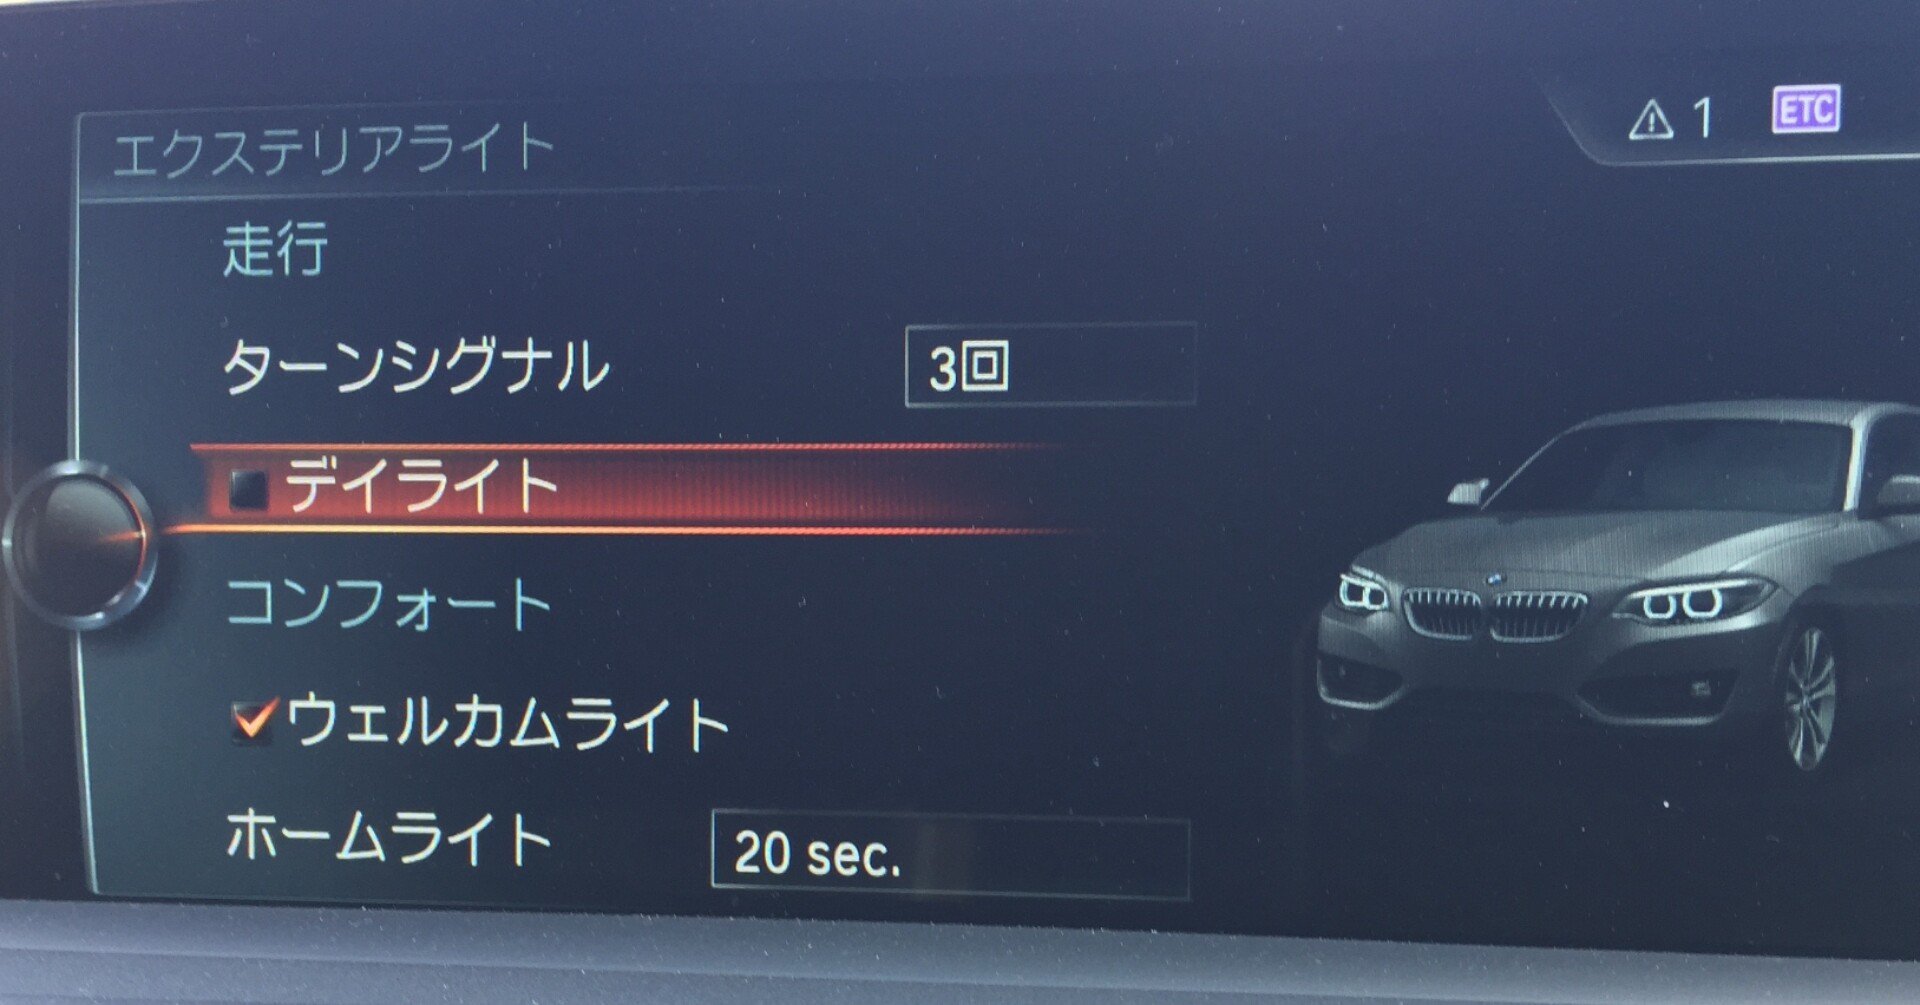 エクステリアライト
1 ETC
走行
ターンシグナル 3回
デイライト
コンフォート
ウェルカムライト
ホームライト 20 sec.